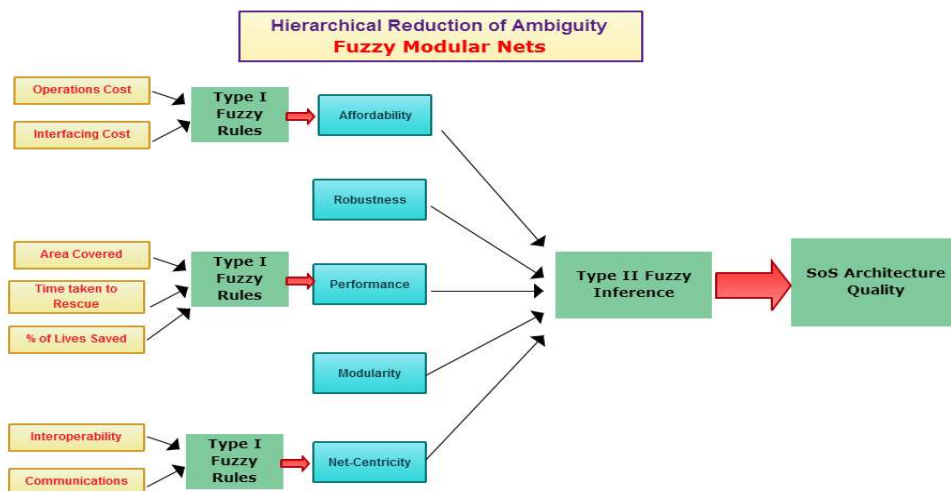 Hierarchical Reduction of Ambiguity
Fuzzy Modular Nets
Operations Cost
Interfacing Cost
Type I
Fuzzy
Rules
Affordability
Robustness
Area Covered
Time taken to
Rescue
% of Lives Saved
Type I
Fuzzy
Rules
Performance
Modularity
Interoperability
Communications
Type I
Fuzzy
Rules
Net-Centricity
Type II Fuzzy
Inference
SoS Architecture
Quality